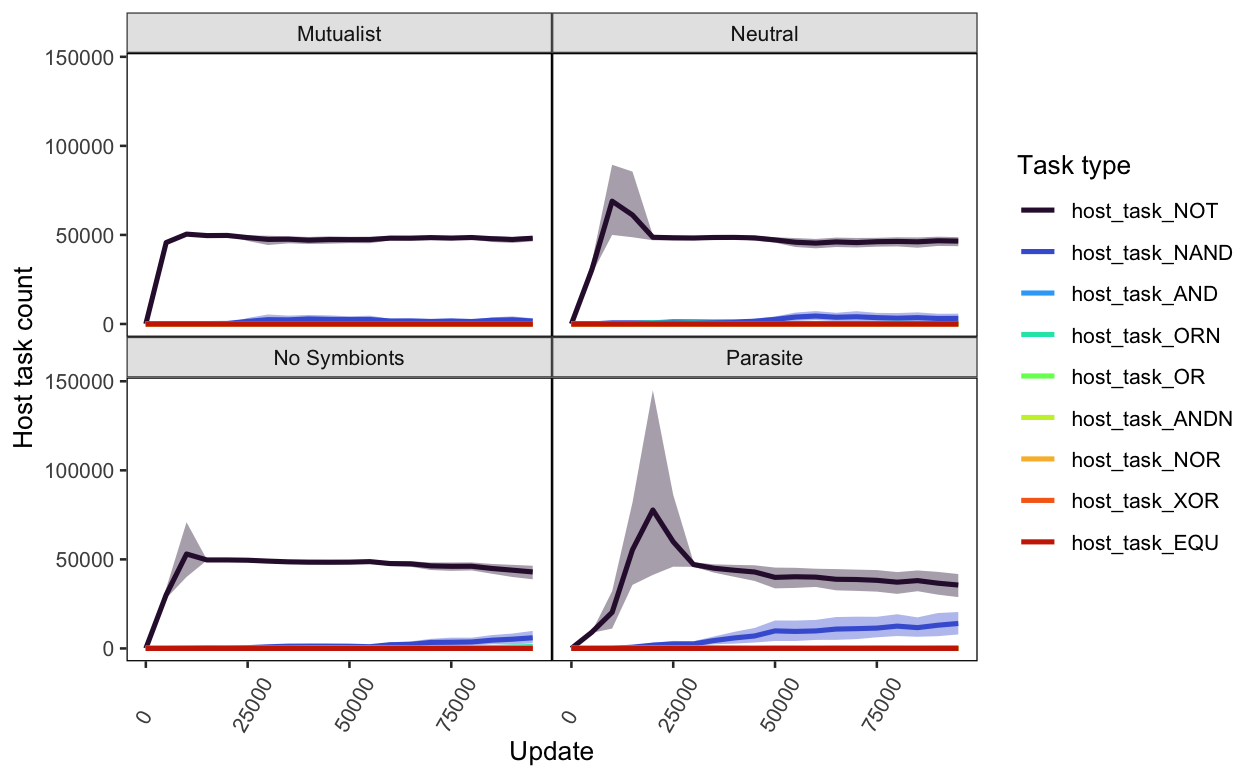 Mutualist
Neutral
150000
100000
50000
0
No Symbionts
Parasite
150000
100000
50000
0
0
25000
50000
75000
0
25000
50000
75000
Update
Host task count
Task type
host_task_NOT
host_task_NAND
host_task_AND
host_task_ORN
host_task_OR
host_task_ANDN
host_task_NOR
host_task_XOR
host_task_EQU